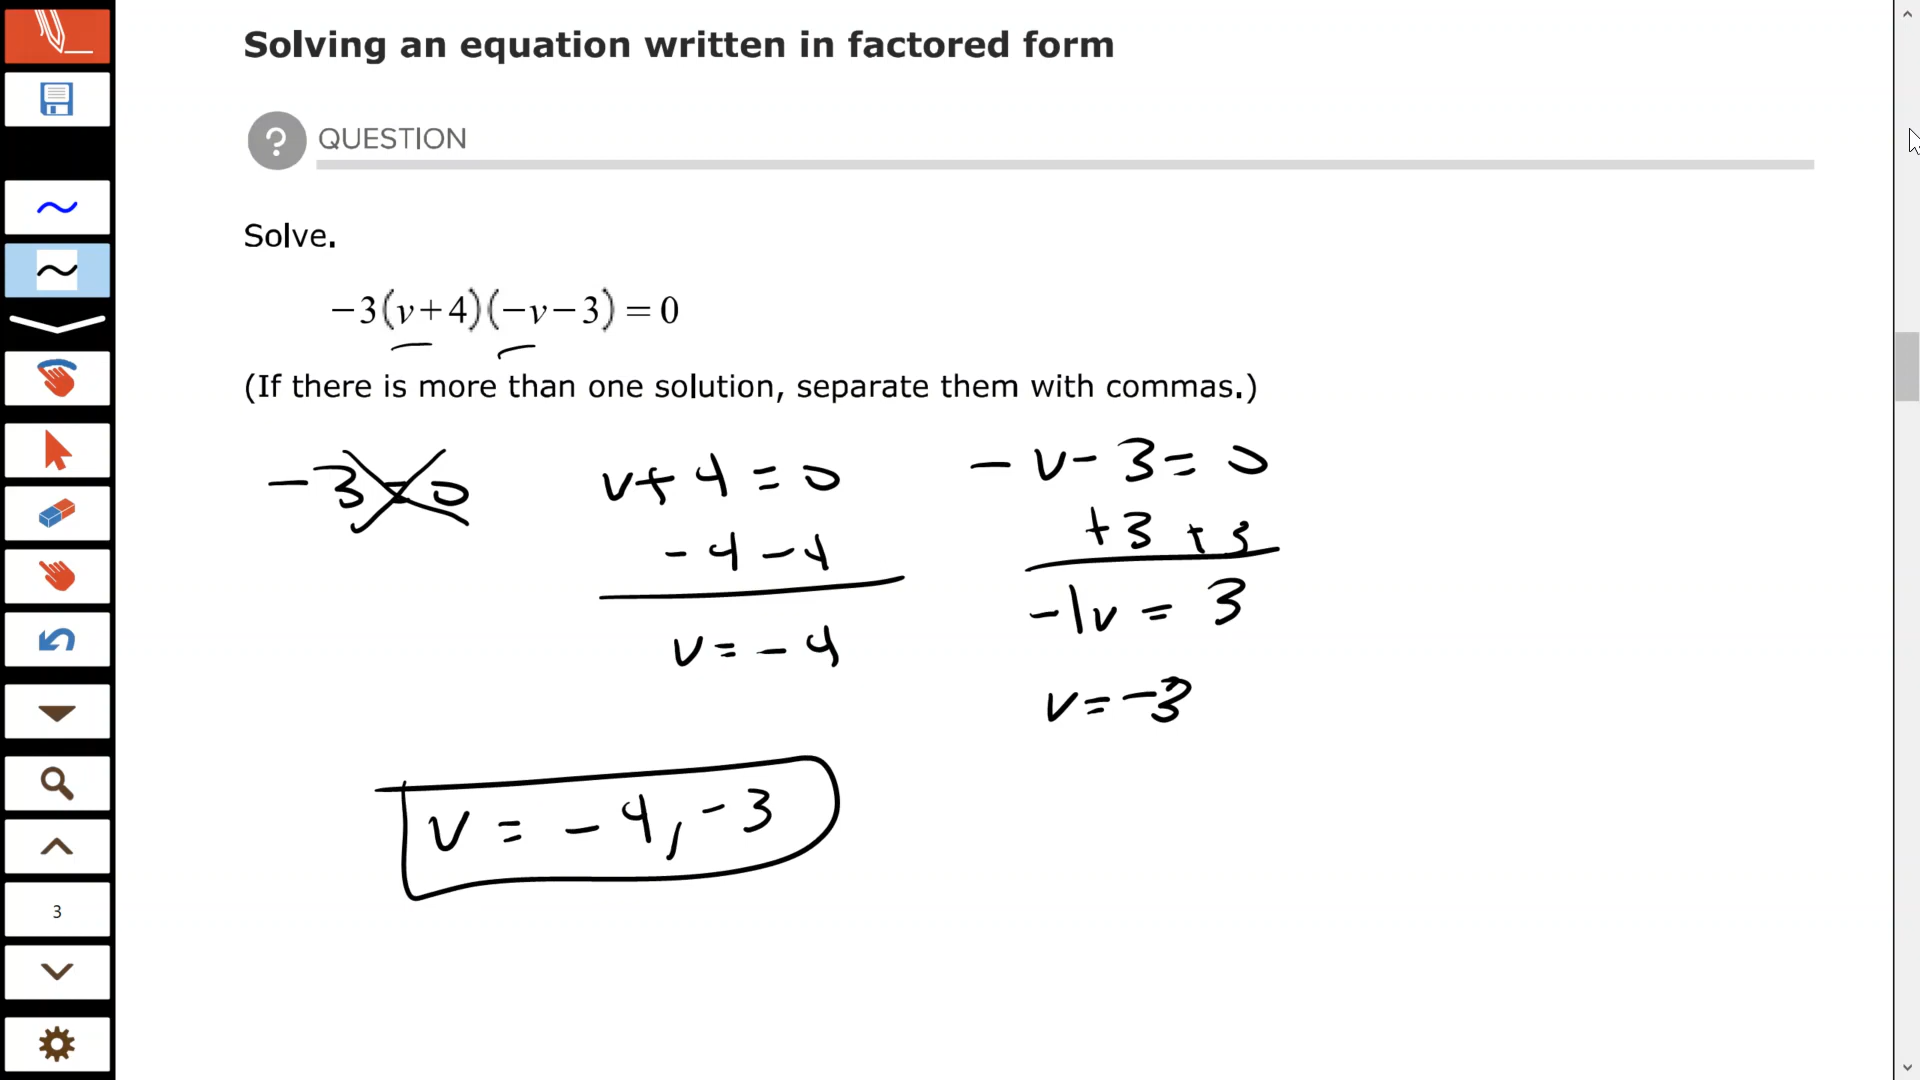 Solving an equation written in factored form
? QUESTION
Solve.
−3(v+4)(−v−3)=0
(If there is more than one solution, separate them with commas.)
-3=0
v+4=0
-4 -4
v=-4
-v-3=0
+3 +3
-1v=3
v=-3
v=-4,-3
3